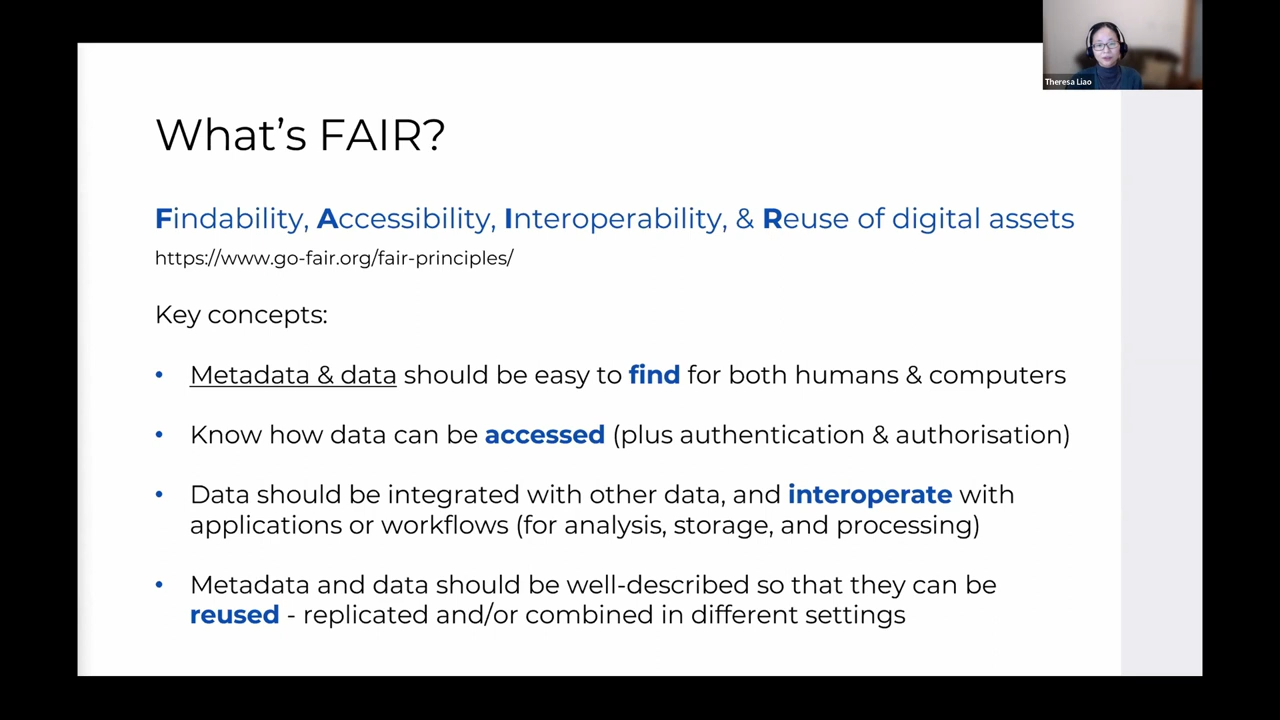 Theresa Liao
What's FAIR?
Findability, Accessibility, Interoperability, & Reuse of digital assets
https://www.go-fair.org/fair-principles/
Key concepts:
• Metadata & data should be easy to find for both humans & computers
• Know how data can be accessed (plus authentication & authorisation)
• Data should be integrated with other data, and interoperate with
applications or workflows (for analysis, storage, and processing)
• Metadata and data should be well-described so that they can be
reused - replicated and/or combined in different settings